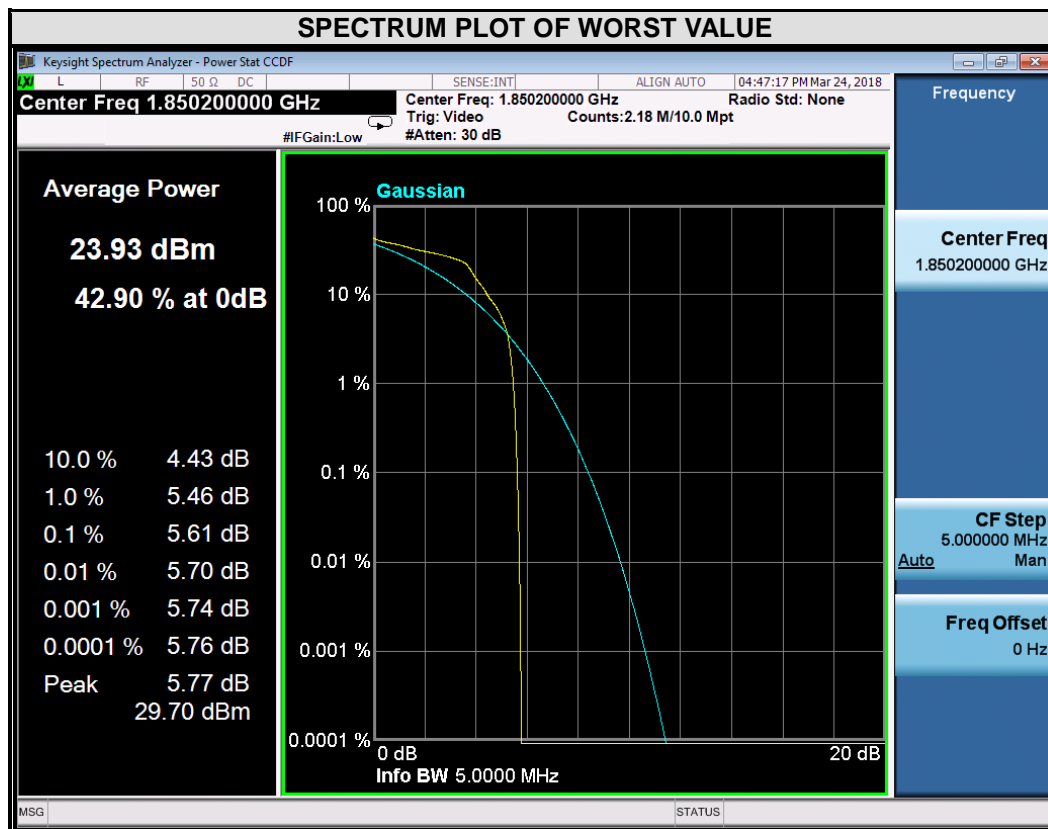 SPECTRUM PLOT OF WORST VALUE
Keysight Spectrum Analyzer - Power Stat CCDF
LXI L RF 50 Ω DC SENSE:INT ALIGN AUTO 04:47:17 PM Mar 24, 2018
Center Freq 1.850200000 GHz
Center Freq: 1.850200000 GHz Radio Std: None
Trig: Video Counts:2.18 M/10.0 Mpt
#IFGain:Low #Atten: 30 dB
Average Power
23.93 dBm
42.90 % at 0dB
10.0 % 4.43 dB
1.0 % 5.46 dB
0.1 % 5.61 dB
0.01 % 5.70 dB
0.001 % 5.74 dB
0.0001 % 5.76 dB
Peak 5.77 dB
29.70 dBm
Gaussian
100 %
10 %
1 %
0.1 %
0.01 %
0.001 %
0.0001 %
0 dB 20 dB
Info BW 5.0000 MHz
Frequency
Center Freq
1.850200000 GHz
CF Step
5.000000 MHz
Auto Man
Freq Offset
0 Hz
MSG STATUS